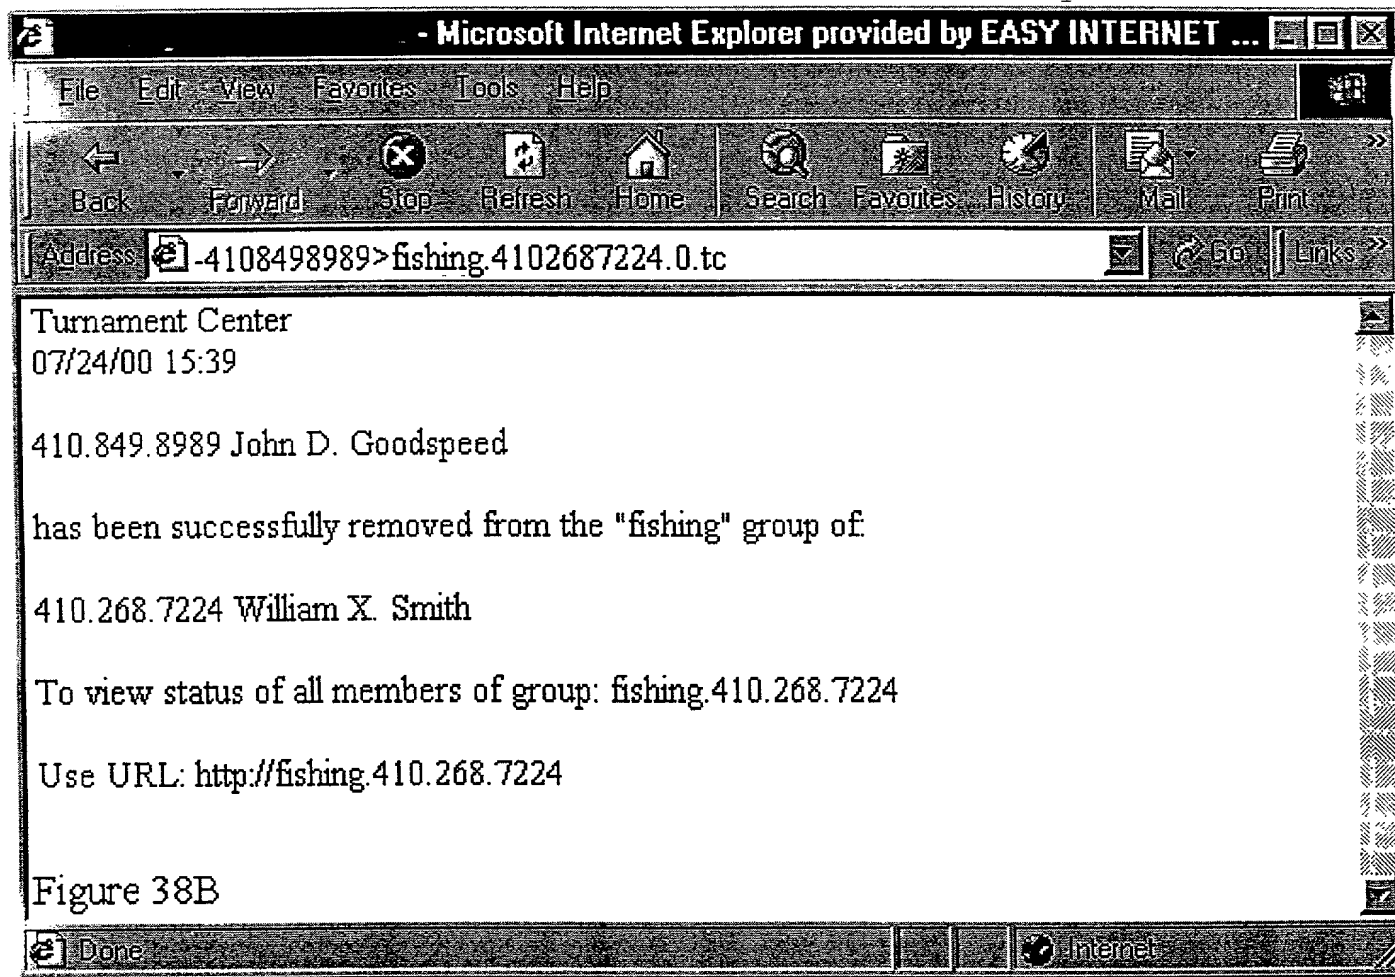 - Microsoft Internet Explorer provided by EASY INTERNET ...
File Edit View Favorites Tools Help
Back Forward Stop Refresh Home Search Favorites History Mail Print »
Address -4108498989>fishing.4102687224.0.tc Go Links »
Turnament Center
07/24/00 15:39
410.849.8989 John D. Goodspeed
has been successfully removed from the "fishing" group of:
410.268.7224 William X. Smith
To view status of all members of group: fishing.410.268.7224
Use URL: http://fishing.410.268.7224
Figure 38B
Done Internet